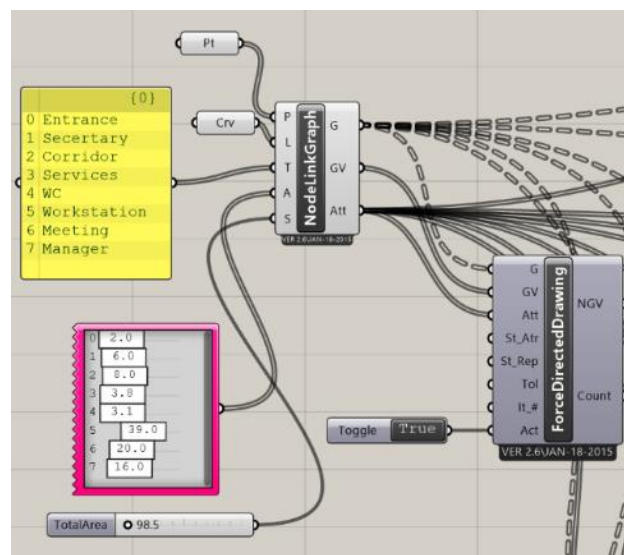 Pt
{0}
0 Entrance
1 Secertary
2 Corridor
3 Services
4 WC
5 Workstation
6 Meeting
7 Manager
Crv
P
L
T
A
S
NodeLinkGraph
G
GV
Att
VER 2.6\JAN-18-2015
0 2.0
1 6.0
2 8.0
3 3.8
4 3.1
5 39.0
6 20.0
7 16.0
TotalArea 98.5
Toggle True
G
GV
Att
St_Atr
St_Rep
Tol
It_#
Act
ForceDirectedDrawing
NGV
Count
VER 2.6\JAN-18-2015